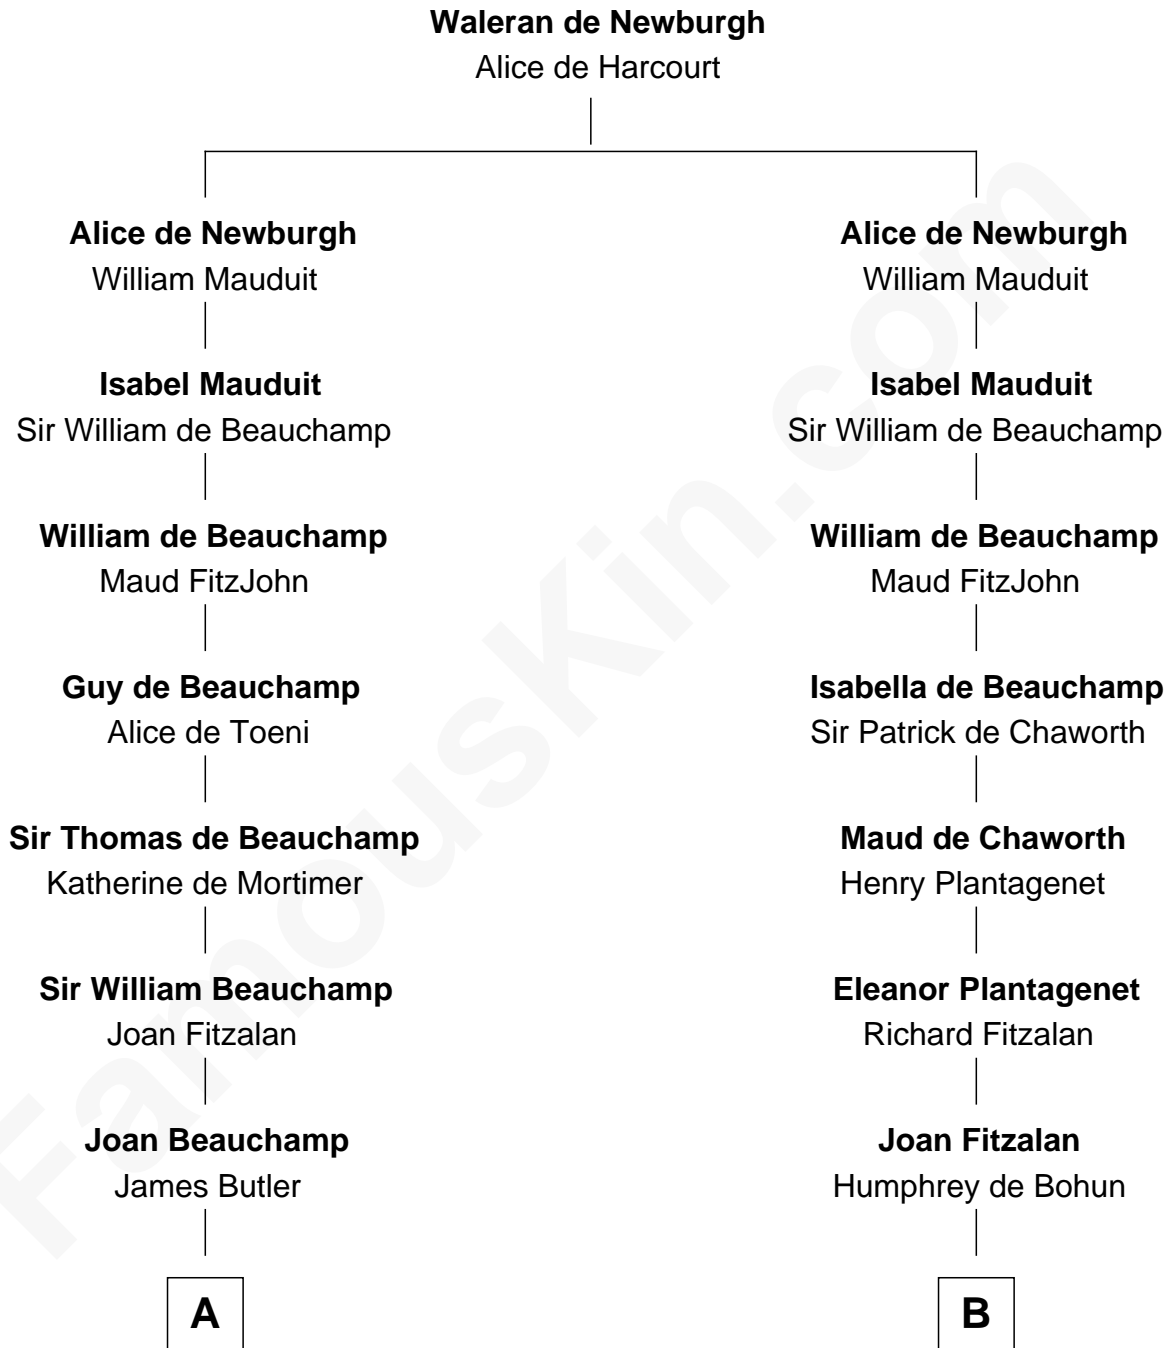 Waleran de Newburgh
Alice de Harcourt
Alice de Newburgh
William Mauduit
Alice de Newburgh
William Mauduit
Isabel Mauduit
Sir William de Beauchamp
Isabel Mauduit
Sir William de Beauchamp
William de Beauchamp
Maud FitzJohn
William de Beauchamp
Maud FitzJohn
Guy de Beauchamp
Alice de Toeni
Isabella de Beauchamp
Sir Patrick de Chaworth
Sir Thomas de Beauchamp
Katherine de Mortimer
Maud de Chaworth
Henry Plantagenet
Sir William Beauchamp
Joan Fitzalan
Eleanor Plantagenet
Richard Fitzalan
Joan Beauchamp
James Butler
Joan Fitzalan
Humphrey de Bohun
A
B
FamousKin.com